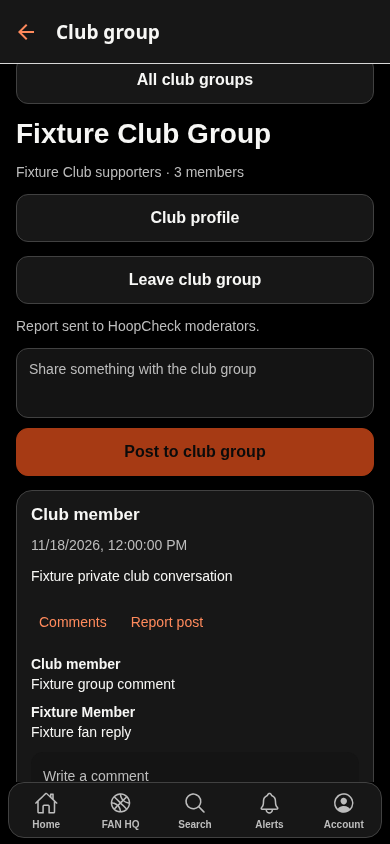 Club group
All club groups
Fixture Club Group
Fixture Club supporters · 3 members
Club profile
Leave club group
Report sent to HoopCheck moderators.
Share something with the club group
Post to club group
Club member
11/18/2026, 12:00:00 PM
Fixture private club conversation
Comments Report post
Club member
Fixture group comment
Fixture Member
Fixture fan reply
Write a comment
Home FAN HQ Search Alerts Account